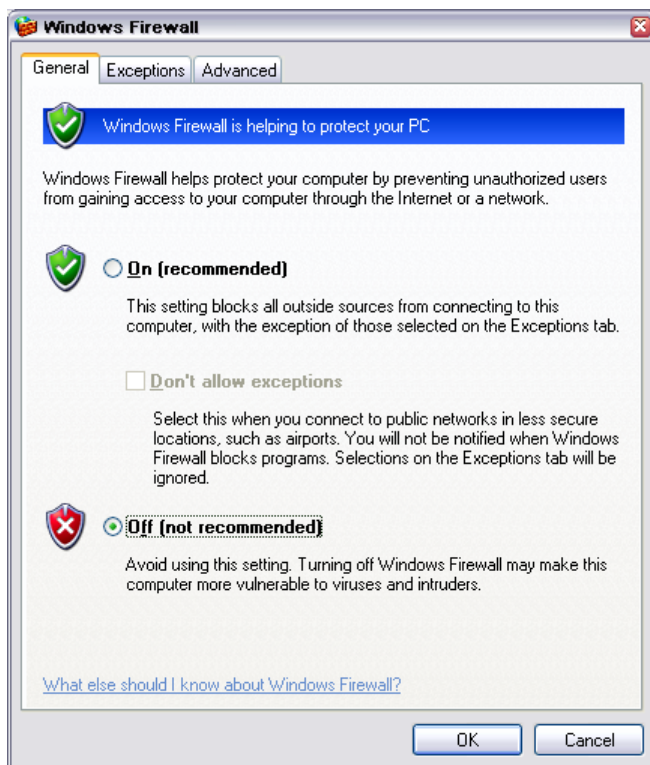 Windows Firewall
General Exceptions Advanced
Windows Firewall is helping to protect your PC
Windows Firewall helps protect your computer by preventing unauthorized users
from gaining access to your computer through the Internet or a network.
On (recommended)
This setting blocks all outside sources from connecting to this
computer, with the exception of those selected on the Exceptions tab.
Don't allow exceptions
Select this when you connect to public networks in less secure
locations, such as airports. You will not be notified when Windows
Firewall blocks programs. Selections on the Exceptions tab will be
ignored.
Off (not recommended)
Avoid using this setting. Turning off Windows Firewall may make this
computer more vulnerable to viruses and intruders.
What else should I know about Windows Firewall?
OK Cancel